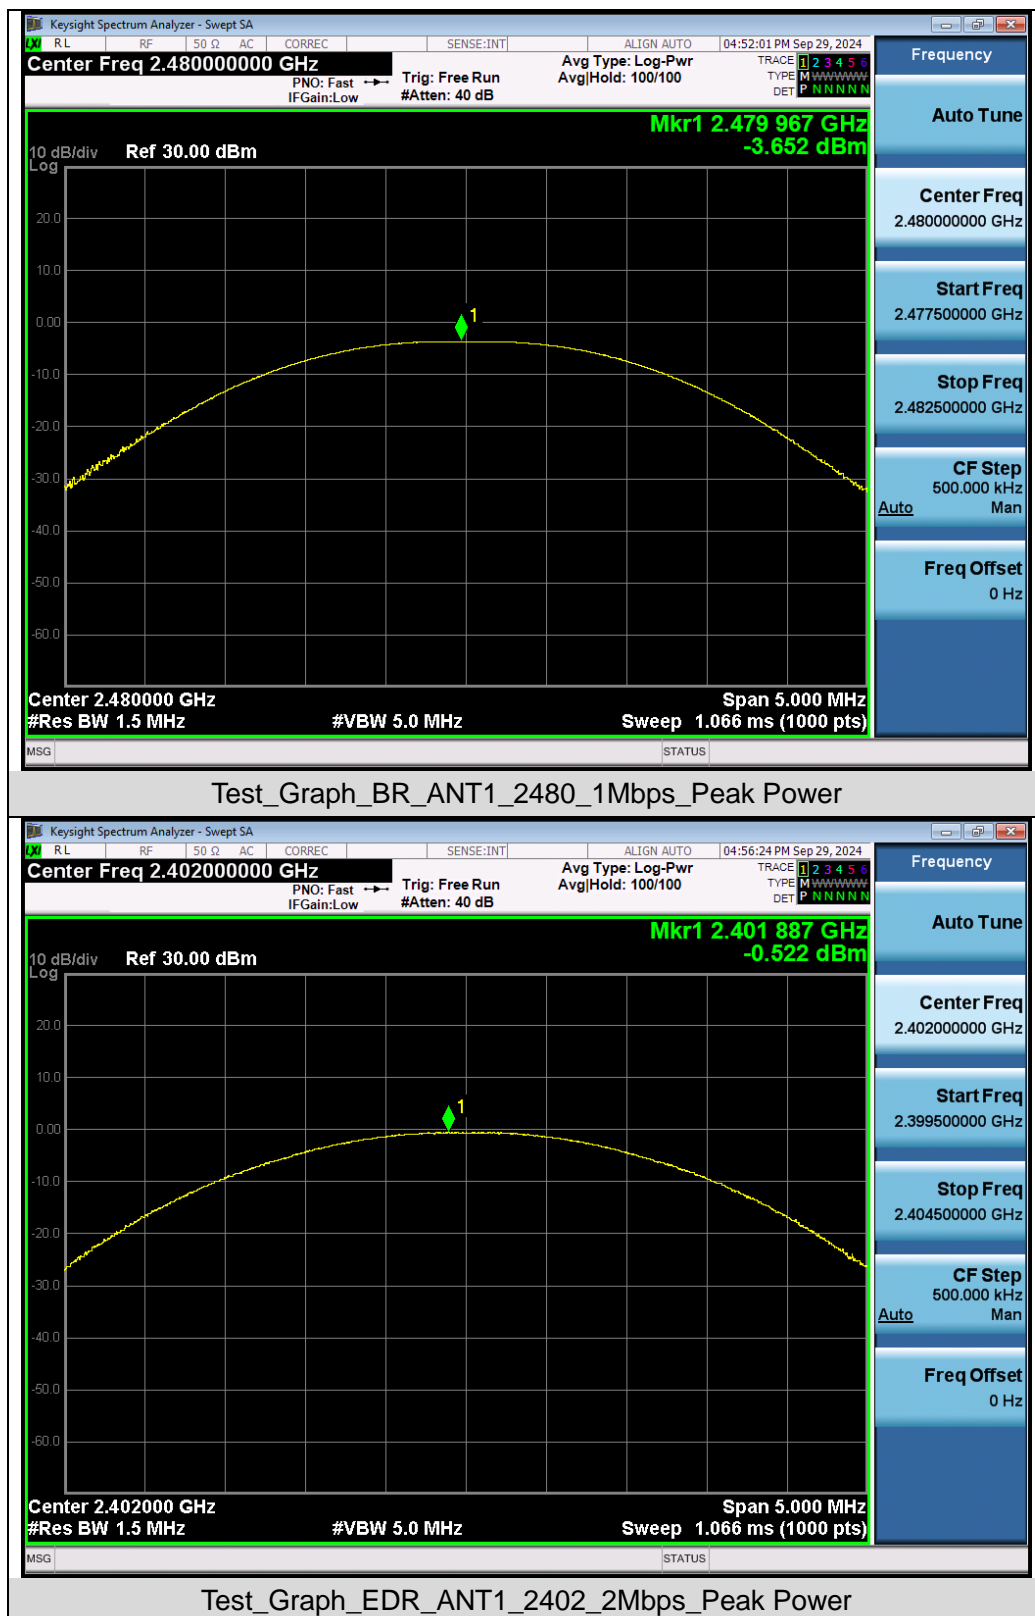 Keysight Spectrum Analyzer - Swept SA
LXI RL RF 50 Ω AC CORREC SENSE:INT ALIGN AUTO 04:52:01 PM Sep 29, 2024
Center Freq 2.480000000 GHz
PNO: Fast
IFGain:Low
Trig: Free Run
#Atten: 40 dB
Avg Type: Log-Pwr
Avg|Hold: 100/100
TRACE 1 2 3 4 5 6
TYPE M WWWWW
DET P N N N N N
Frequency
Mkr1 2.479 967 GHz
-3.652 dBm
10 dB/div Ref 30.00 dBm
Log
20.0
10.0
0.00
-10.0
-20.0
-30.0
-40.0
-50.0
-60.0
1
Center 2.480000 GHz Span 5.000 MHz
#Res BW 1.5 MHz #VBW 5.0 MHz Sweep 1.066 ms (1000 pts)
MSG STATUS
Auto Tune
Center Freq
2.480000000 GHz
Start Freq
2.477500000 GHz
Stop Freq
2.482500000 GHz
CF Step
500.000 kHz
Auto Man
Freq Offset
0 Hz
Test_Graph_BR_ANT1_2480_1Mbps_Peak Power
Keysight Spectrum Analyzer - Swept SA
LXI RL RF 50 Ω AC CORREC SENSE:INT ALIGN AUTO 04:56:24 PM Sep 29, 2024
Center Freq 2.402000000 GHz
PNO: Fast
IFGain:Low
Trig: Free Run
#Atten: 40 dB
Avg Type: Log-Pwr
Avg|Hold: 100/100
TRACE 1 2 3 4 5 6
TYPE M WWWWW
DET P N N N N N
Frequency
Mkr1 2.401 887 GHz
-0.522 dBm
10 dB/div Ref 30.00 dBm
Log
20.0
10.0
0.00
-10.0
-20.0
-30.0
-40.0
-50.0
-60.0
1
Center 2.402000 GHz Span 5.000 MHz
#Res BW 1.5 MHz #VBW 5.0 MHz Sweep 1.066 ms (1000 pts)
MSG STATUS
Auto Tune
Center Freq
2.402000000 GHz
Start Freq
2.399500000 GHz
Stop Freq
2.404500000 GHz
CF Step
500.000 kHz
Auto Man
Freq Offset
0 Hz
Test_Graph_EDR_ANT1_2402_2Mbps_Peak Power